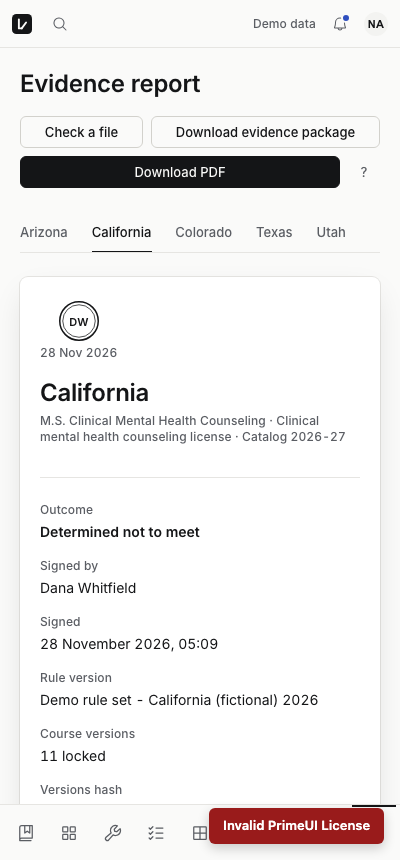 Demo data
NA
Evidence report
Check a file
Download evidence package
Download PDF
?
Arizona
California
Colorado
Texas
Utah
DW
28 Nov 2026
California
M.S. Clinical Mental Health Counseling · Clinical
mental health counseling license · Catalog 2026-27
Outcome
Determined not to meet
Signed by
Dana Whitfield
Signed
28 November 2026, 05:09
Rule version
Demo rule set - California (fictional) 2026
Course versions
11 locked
Versions hash
Invalid PrimeUI License